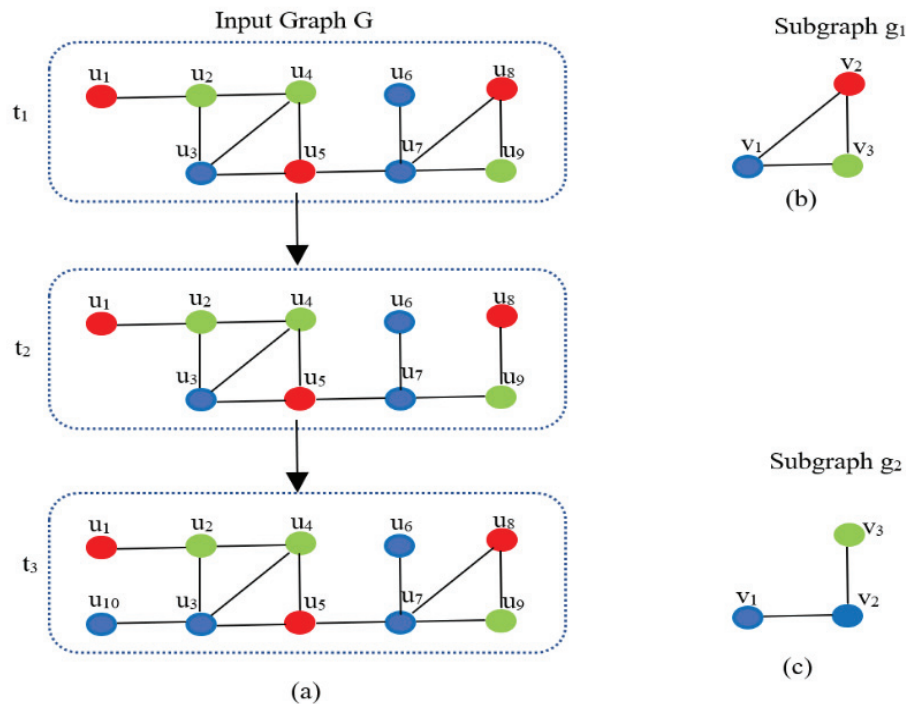 Input Graph G
t1
u1
u2
u4
u6
u8
u3
u5
u7
u9
t2
u1
u2
u4
u6
u8
u3
u5
u7
u9
t3
u1
u2
u4
u6
u8
u10
u3
u5
u7
u9
(a)
Subgraph g1
v2
v1
v3
(b)
Subgraph g2
v3
v1
v2
(c)